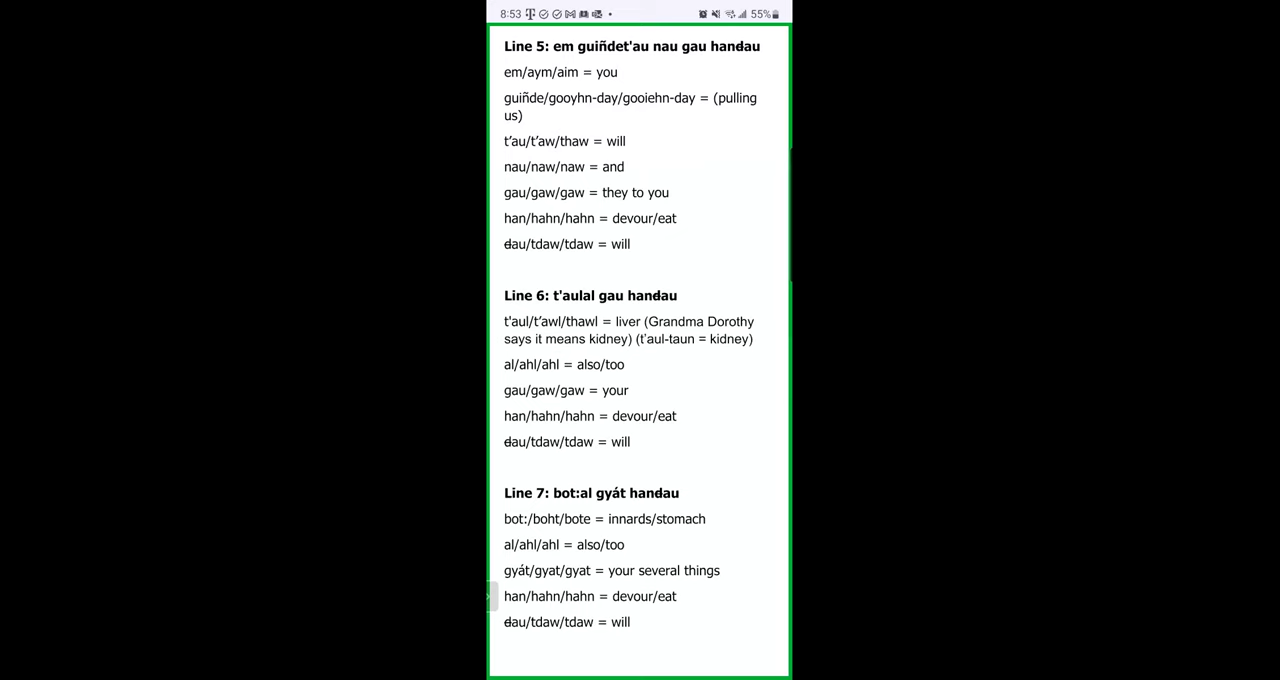 8:53
55%
Line 5: em guiñdet'au nau gau hanđau
em/aym/aim = you
guiñde/gooyhn-day/gooiehn-day = (pulling
us)
t’au/t’aw/thaw = will
nau/naw/naw = and
gau/gaw/gaw = they to you
han/hahn/hahn = devour/eat
đau/tdaw/tdaw = will
Line 6: t'aulal gau hanđau
t'aul/t’awl/thawl = liver (Grandma Dorothy
says it means kidney) (t’aul-taun = kidney)
al/ahl/ahl = also/too
gau/gaw/gaw = your
han/hahn/hahn = devour/eat
đau/tdaw/tdaw = will
Line 7: bot:al gyát hanđau
bot:/boht/bote = innards/stomach
al/ahl/ahl = also/too
gyát/gyat/gyat = your several things
han/hahn/hahn = devour/eat
đau/tdaw/tdaw = will